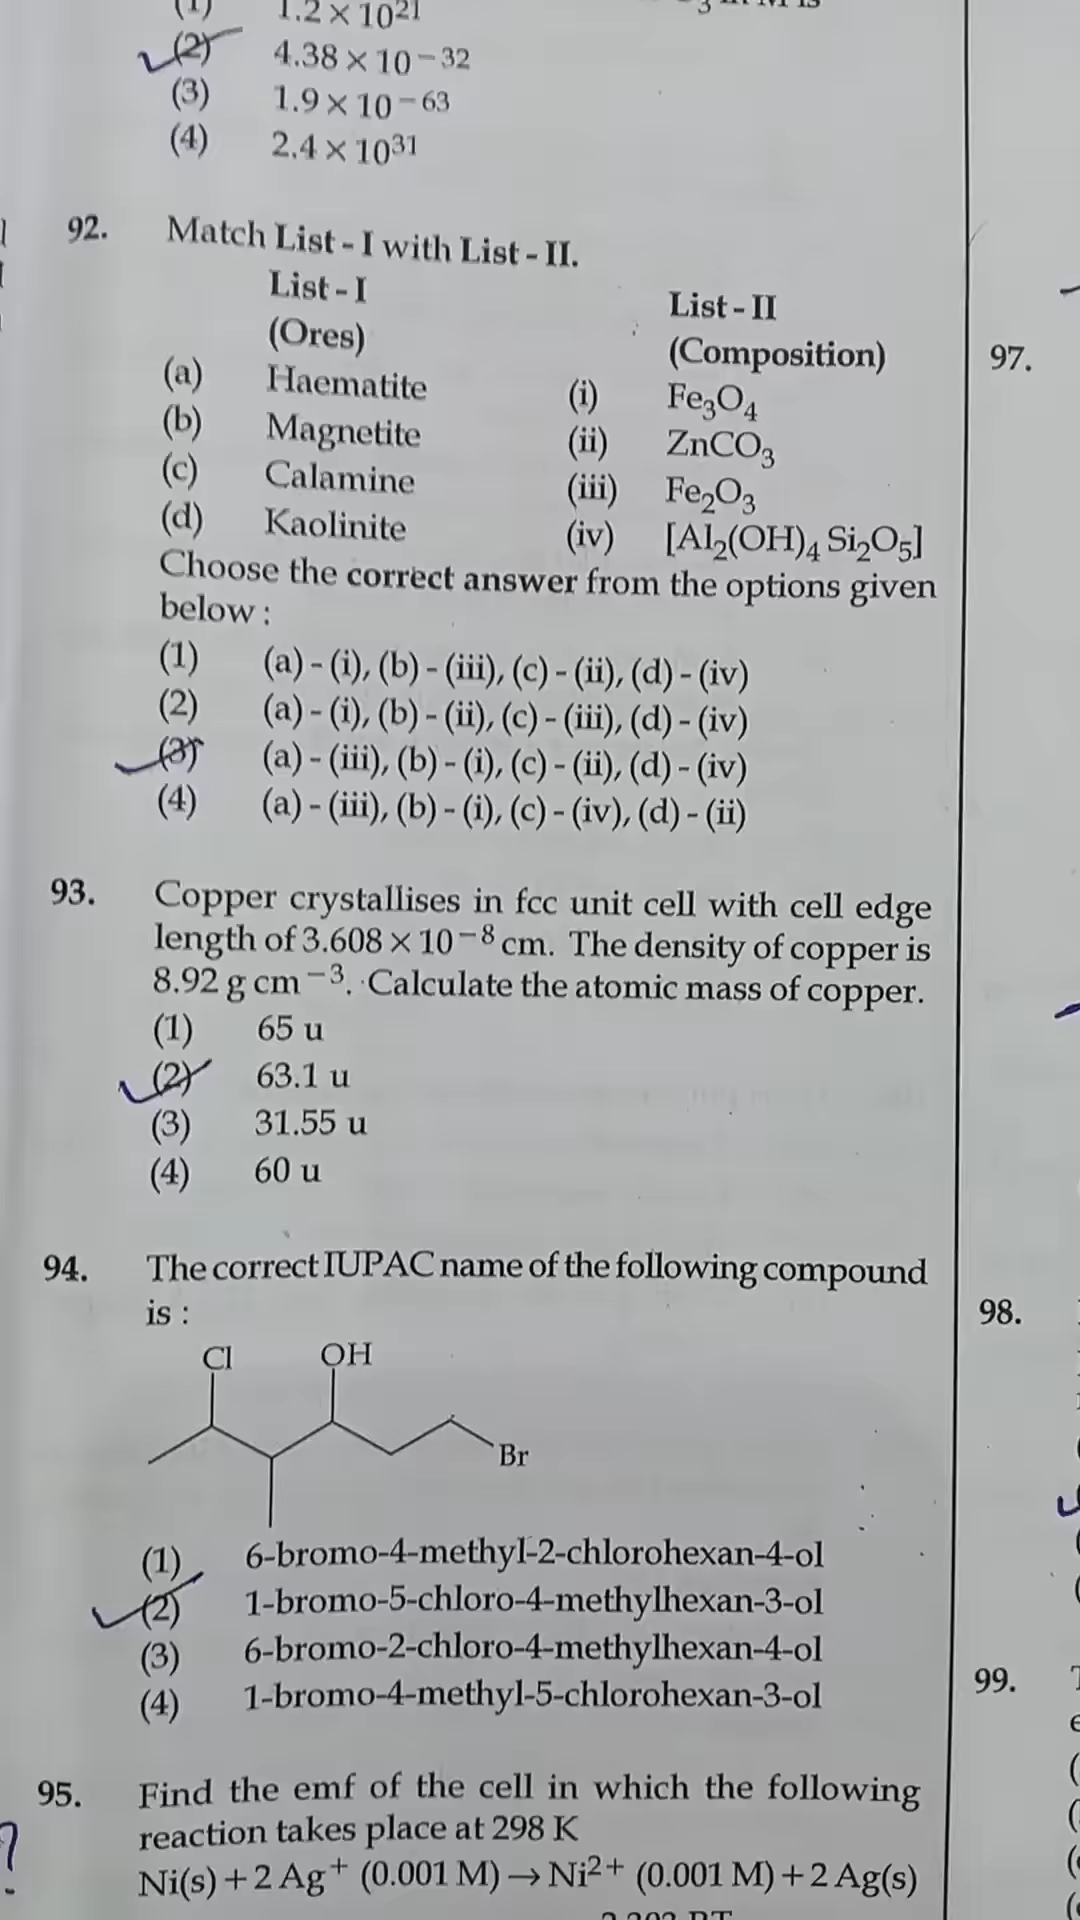 (1) 1.2 × 10²¹
(2) 4.38 × 10⁻³²
(3) 1.9 × 10⁻⁶³
(4) 2.4 × 10³¹
92. Match List - I with List - II.
List - I List - II
(Ores) (Composition)
(a) Haematite (i) Fe₃O₄
(b) Magnetite (ii) ZnCO₃
(c) Calamine (iii) Fe₂O₃
(d) Kaolinite (iv) [Al₂(OH)₄ Si₂O₅]
Choose the correct answer from the options given
below :
(1) (a) - (i), (b) - (iii), (c) - (ii), (d) - (iv)
(2) (a) - (i), (b) - (ii), (c) - (iii), (d) - (iv)
(3) (a) - (iii), (b) - (i), (c) - (ii), (d) - (iv)
(4) (a) - (iii), (b) - (i), (c) - (iv), (d) - (ii)
93. Copper crystallises in fcc unit cell with cell edge
length of 3.608 × 10⁻⁸ cm. The density of copper is
8.92 g cm⁻³. Calculate the atomic mass of copper.
(1) 65 u
(2) 63.1 u
(3) 31.55 u
(4) 60 u
94. The correct IUPAC name of the following compound
is :
Cl OH
Br
(1) 6-bromo-4-methyl-2-chlorohexan-4-ol
(2) 1-bromo-5-chloro-4-methylhexan-3-ol
(3) 6-bromo-2-chloro-4-methylhexan-4-ol
(4) 1-bromo-4-methyl-5-chlorohexan-3-ol
95. Find the emf of the cell in which the following
reaction takes place at 298 K
Ni(s) + 2 Ag⁺ (0.001 M) → Ni²⁺ (0.001 M) + 2 Ag(s)
97.
98.
99.